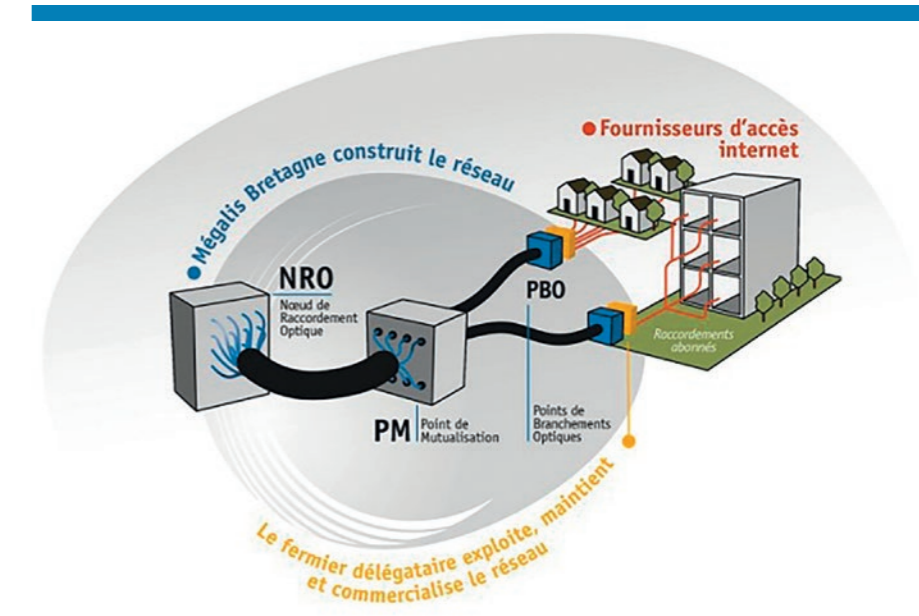 ● Fournisseurs d'accès
internet
● Mégalis Bretagne construit le réseau
NRO
Nœud de
Raccordement
Optique
PBO
Raccordements
abonnés
PM
Point de
Mutualisation
Points de
Branchements
Optiques
Le fermier délégataire exploite, maintient
et commercialise le réseau